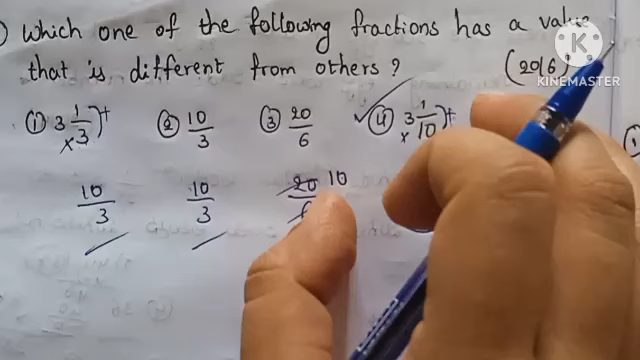 Which one of the following fractions has a value
that is different from others? (2016)
① 3 1/3 ② 10/3 ③ 20/6 ④ 3 1/10
× + × +
10/3 10/3 20 10
KINEMASTER